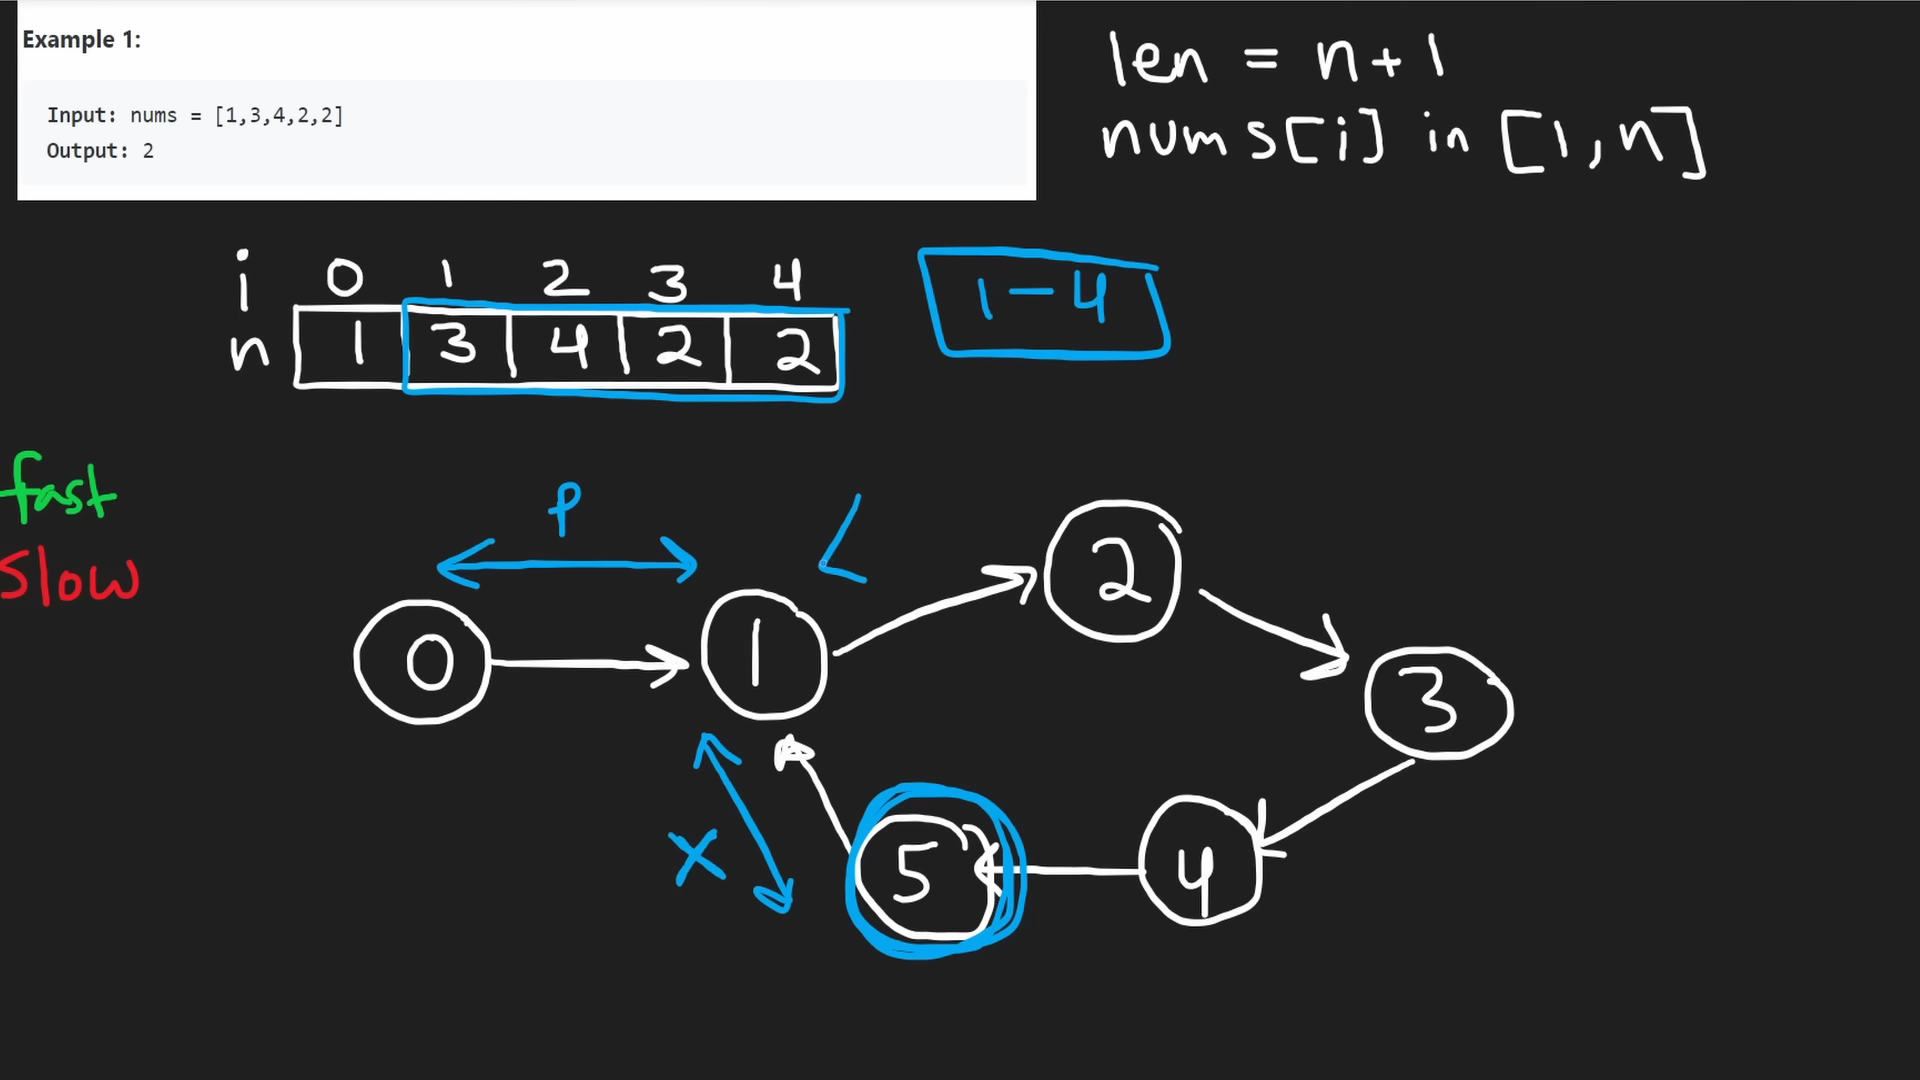 Example 1:
Input: nums = [1,3,4,2,2]
Output: 2
len = n+1
nums[i] in [1,n]
i 0 1 2 3 4
n 1 3 4 2 2
1-4
fast
slow
p
2
0
1
3
x
5
4